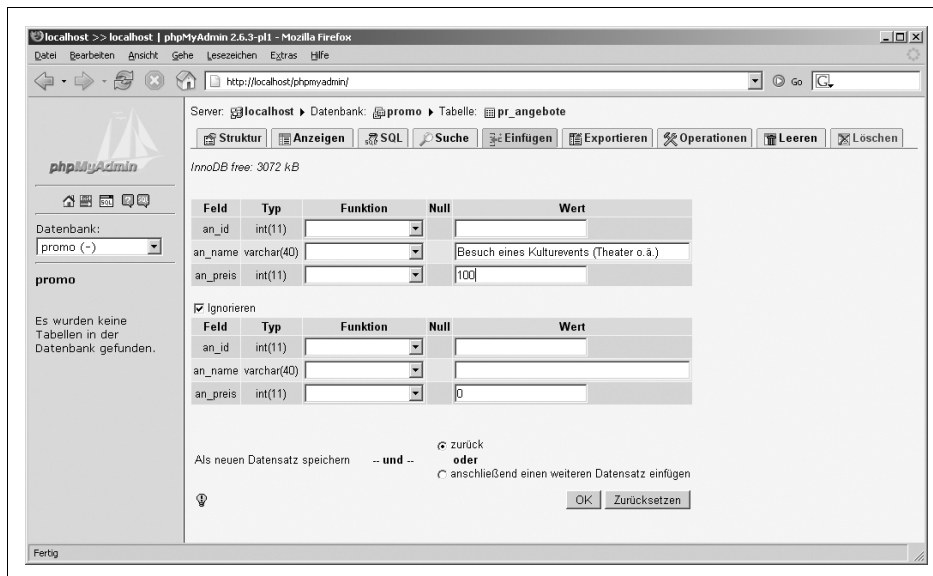 localhost >> localhost | phpMyAdmin 2.6.3-pl1 - Mozilla Firefox
Datei Bearbeiten Ansicht Gehe Lesezeichen Extras Hilfe
http://localhost/phpmyadmin/ Go G
Server: localhost Datenbank: promo Tabelle: pr_angebote
Struktur Anzeigen SQL Suche Einfügen Exportieren Operationen Leeren Löschen
phpMyAdmin
InnoDB free: 3072 kB
SQL
Datenbank:
promo (-)
promo
Es wurden keine
Tabellen in der
Datenbank gefunden.
Feld Typ Funktion Null Wert
an_id int(11)
an_name varchar(40) Besuch eines Kulturevents (Theater o.ä.)
an_preis int(11) 100
Ignorieren
Feld Typ Funktion Null Wert
an_id int(11)
an_name varchar(40)
an_preis int(11) 0
Als neuen Datensatz speichern -- und --
zurück
oder
anschließend einen weiteren Datensatz einfügen
OK Zurücksetzen
Fertig